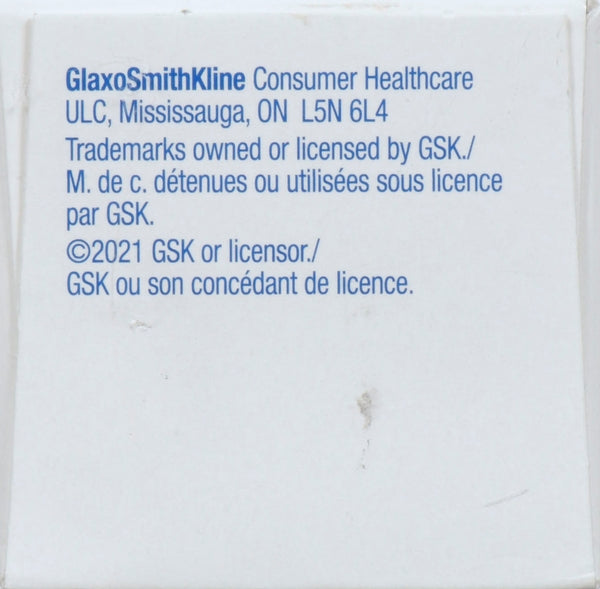 GlaxoSmithKline Consumer Healthcare
ULC, Mississauga, ON L5N 6L4
Trademarks owned or licensed by GSK./
M. de c. détenues ou utilisées sous licence
par GSK.
©2021 GSK or licensor./
GSK ou son concédant de licence.